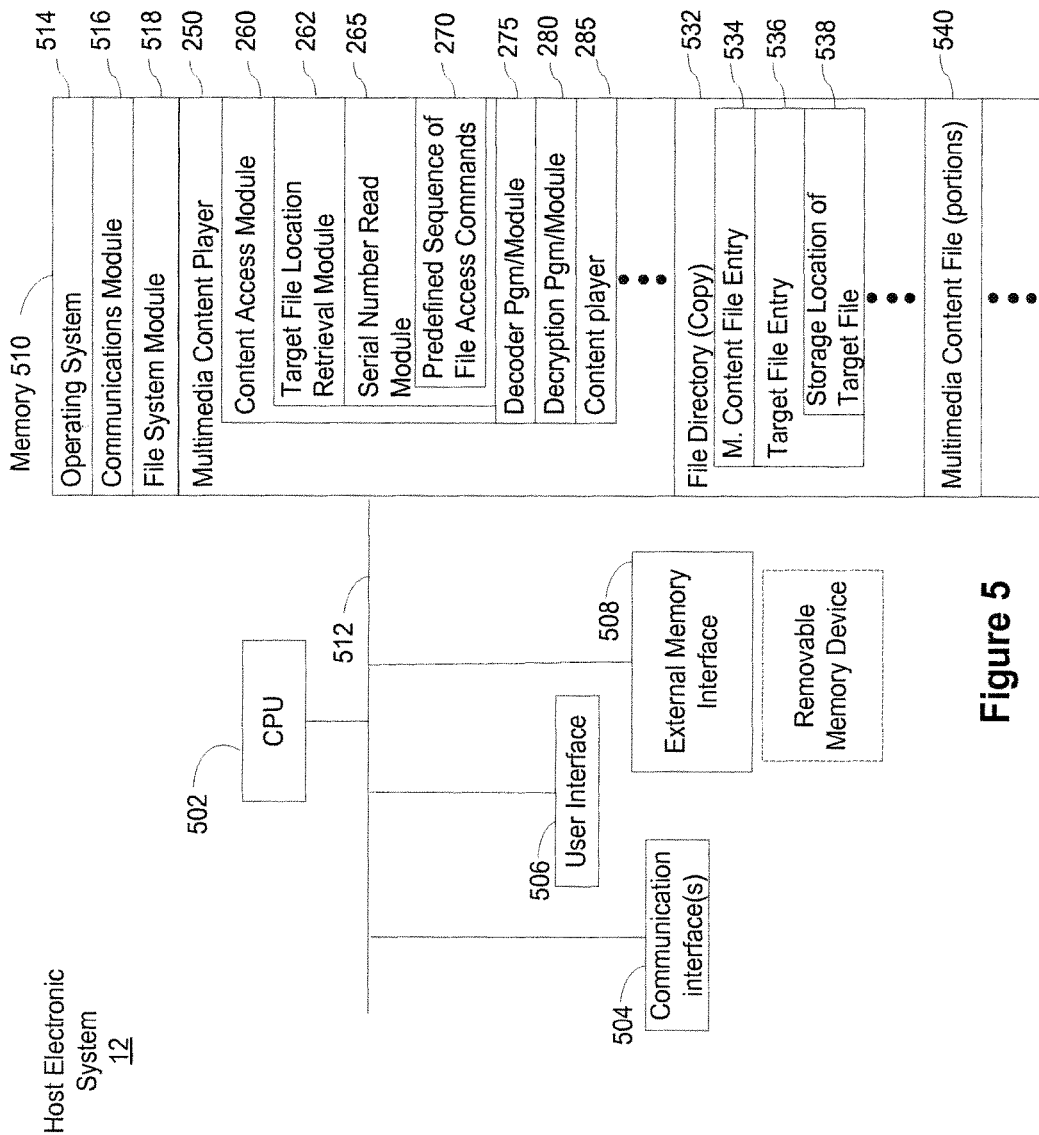 Host Electronic
System
12
CPU
502
512
504
Communication
interface(s)
506
User Interface
508
External Memory
Interface
Removable
Memory Device
Memory 510
Operating System
514
Communications Module
516
File System Module
518
Multimedia Content Player
250
Content Access Module
260
Target File Location
Retrieval Module
262
Serial Number Read
Module
265
Predefined Sequence of
File Access Commands
270
Decoder Pgm/Module
275
Decryption Pgm/Module
280
Content player
285
File Directory (Copy)
532
M. Content File Entry
534
Target File Entry
536
Storage Location of
Target File
538
Multimedia Content File (portions)
540
Figure 5